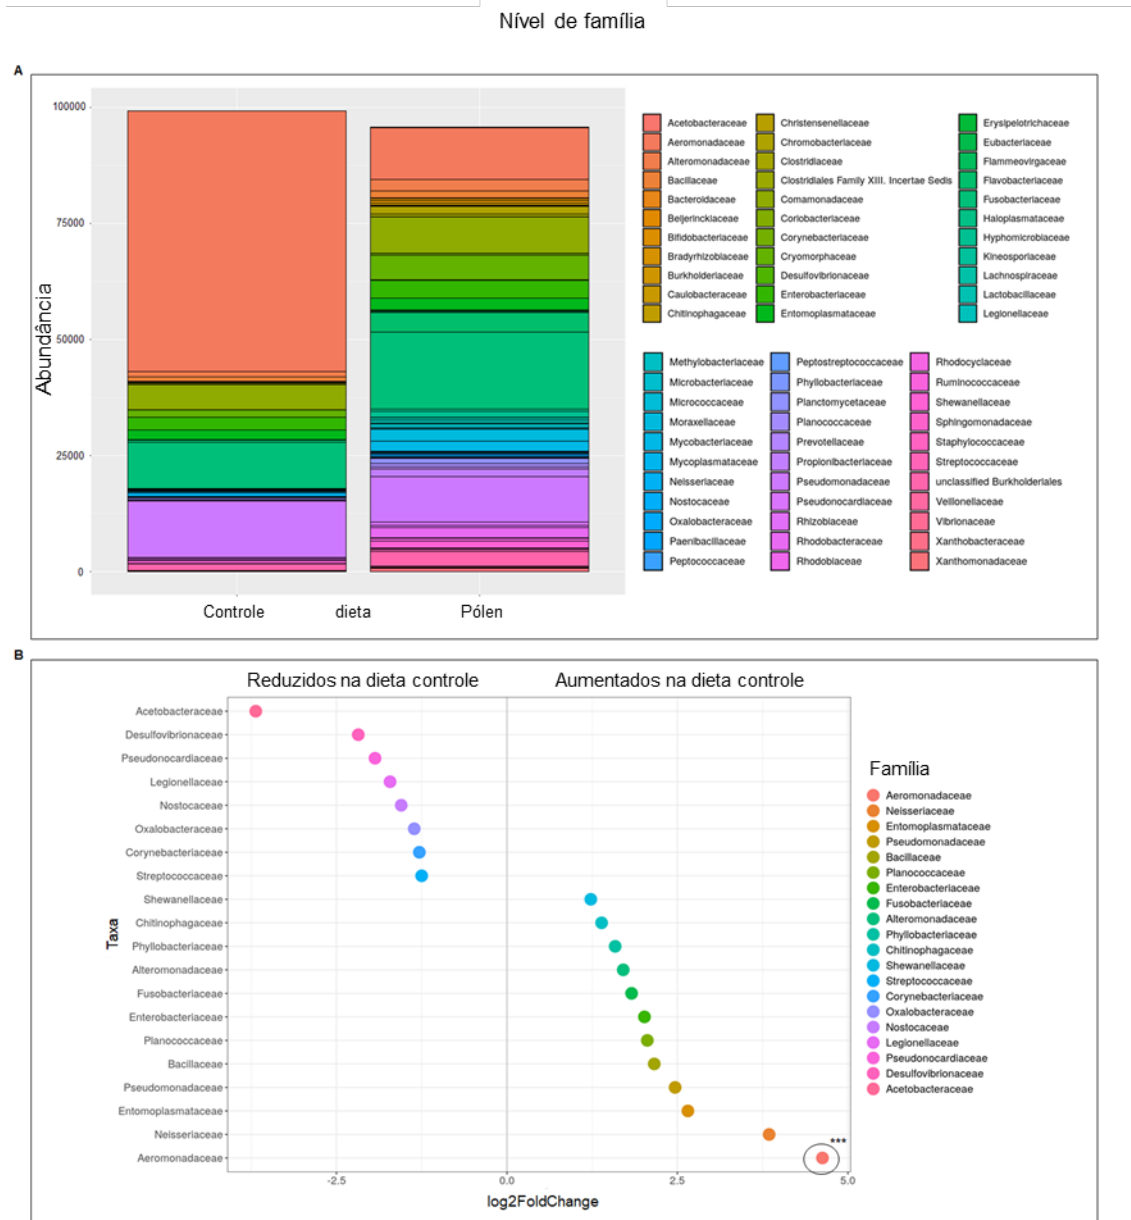 Nível de família
A
100000
75000
50000
25000
0
Abundância
Controle dieta Pólen
Acetobacteraceae
Aeromonadaceae
Alteromonadaceae
Bacillaceae
Bacteroidaceae
Beijerinckiaceae
Bifidobacteriaceae
Bradyrhizobiaceae
Burkholderiaceae
Caulobacteraceae
Chitinophagaceae
Christensenellaceae
Chromobacteriaceae
Clostridiaceae
Clostridiales Family XIII. Incertae Sedis
Comamonadaceae
Coriobacteriaceae
Corynebacteriaceae
Cryomorphaceae
Desulfovibrionaceae
Enterobacteriaceae
Entomoplasmataceae
Erysipelotrichaceae
Eubacteriaceae
Flammeovirgaceae
Flavobacteriaceae
Fusobacteriaceae
Haloplasmataceae
Hyphomicrobiaceae
Kineosporiaceae
Lachnospiraceae
Lactobacillaceae
Legionellaceae
Methylobacteriaceae
Microbacteriaceae
Micrococcaceae
Moraxellaceae
Mycobacteriaceae
Mycoplasmataceae
Neisseriaceae
Nostocaceae
Oxalobacteraceae
Paenibacillaceae
Peptococcaceae
Peptostreptococcaceae
Phyllobacteriaceae
Planctomycetaceae
Planococcaceae
Prevotellaceae
Propionibacteriaceae
Pseudomonadaceae
Pseudonocardiaceae
Rhizobiaceae
Rhodobacteraceae
Rhodobiaceae
Rhodocyclaceae
Ruminococcaceae
Shewanellaceae
Sphingomonadaceae
Staphylococcaceae
Streptococcaceae
unclassified Burkholderiales
Veillonellaceae
Vibrionaceae
Xanthobacteraceae
Xanthomonadaceae
B
Reduzidos na dieta controle Aumentados na dieta controle
Taxa
Acetobacteraceae
Desulfovibrionaceae
Pseudonocardiaceae
Legionellaceae
Nostocaceae
Oxalobacteraceae
Corynebacteriaceae
Streptococcaceae
Shewanellaceae
Chitinophagaceae
Phyllobacteriaceae
Alteromonadaceae
Fusobacteriaceae
Enterobacteriaceae
Planococcaceae
Bacillaceae
Pseudomonadaceae
Entomoplasmataceae
Neisseriaceae
Aeromonadaceae
***
-2.5 0.0 2.5 5.0
log2FoldChange
Família
Aeromonadaceae
Neisseriaceae
Entomoplasmataceae
Pseudomonadaceae
Bacillaceae
Planococcaceae
Enterobacteriaceae
Fusobacteriaceae
Alteromonadaceae
Phyllobacteriaceae
Chitinophagaceae
Shewanellaceae
Streptococcaceae
Corynebacteriaceae
Oxalobacteraceae
Nostocaceae
Legionellaceae
Pseudonocardiaceae
Desulfovibrionaceae
Acetobacteraceae